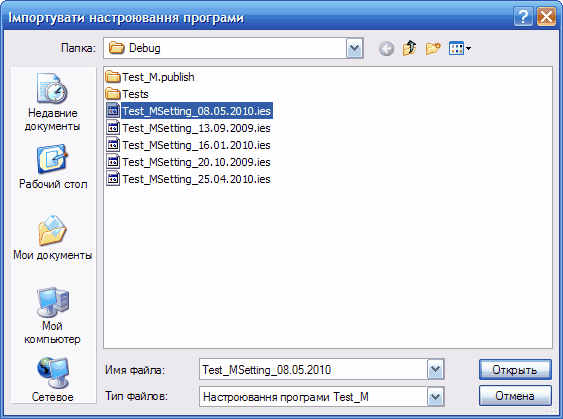 Імпортувати настроювання програми
Папка: Debug
Недавние
документы
Рабочий стол
Мои документы
Мой
компьютер
Сетевое
Test_M.publish
Tests
Test_MSetting_08.05.2010.ies
Test_MSetting_13.09.2009.ies
Test_MSetting_16.01.2010.ies
Test_MSetting_20.10.2009.ies
Test_MSetting_25.04.2010.ies
Имя файла: Test_MSetting_08.05.2010 Открыть
Тип файлов: Настроювання програми Test_M Отмена